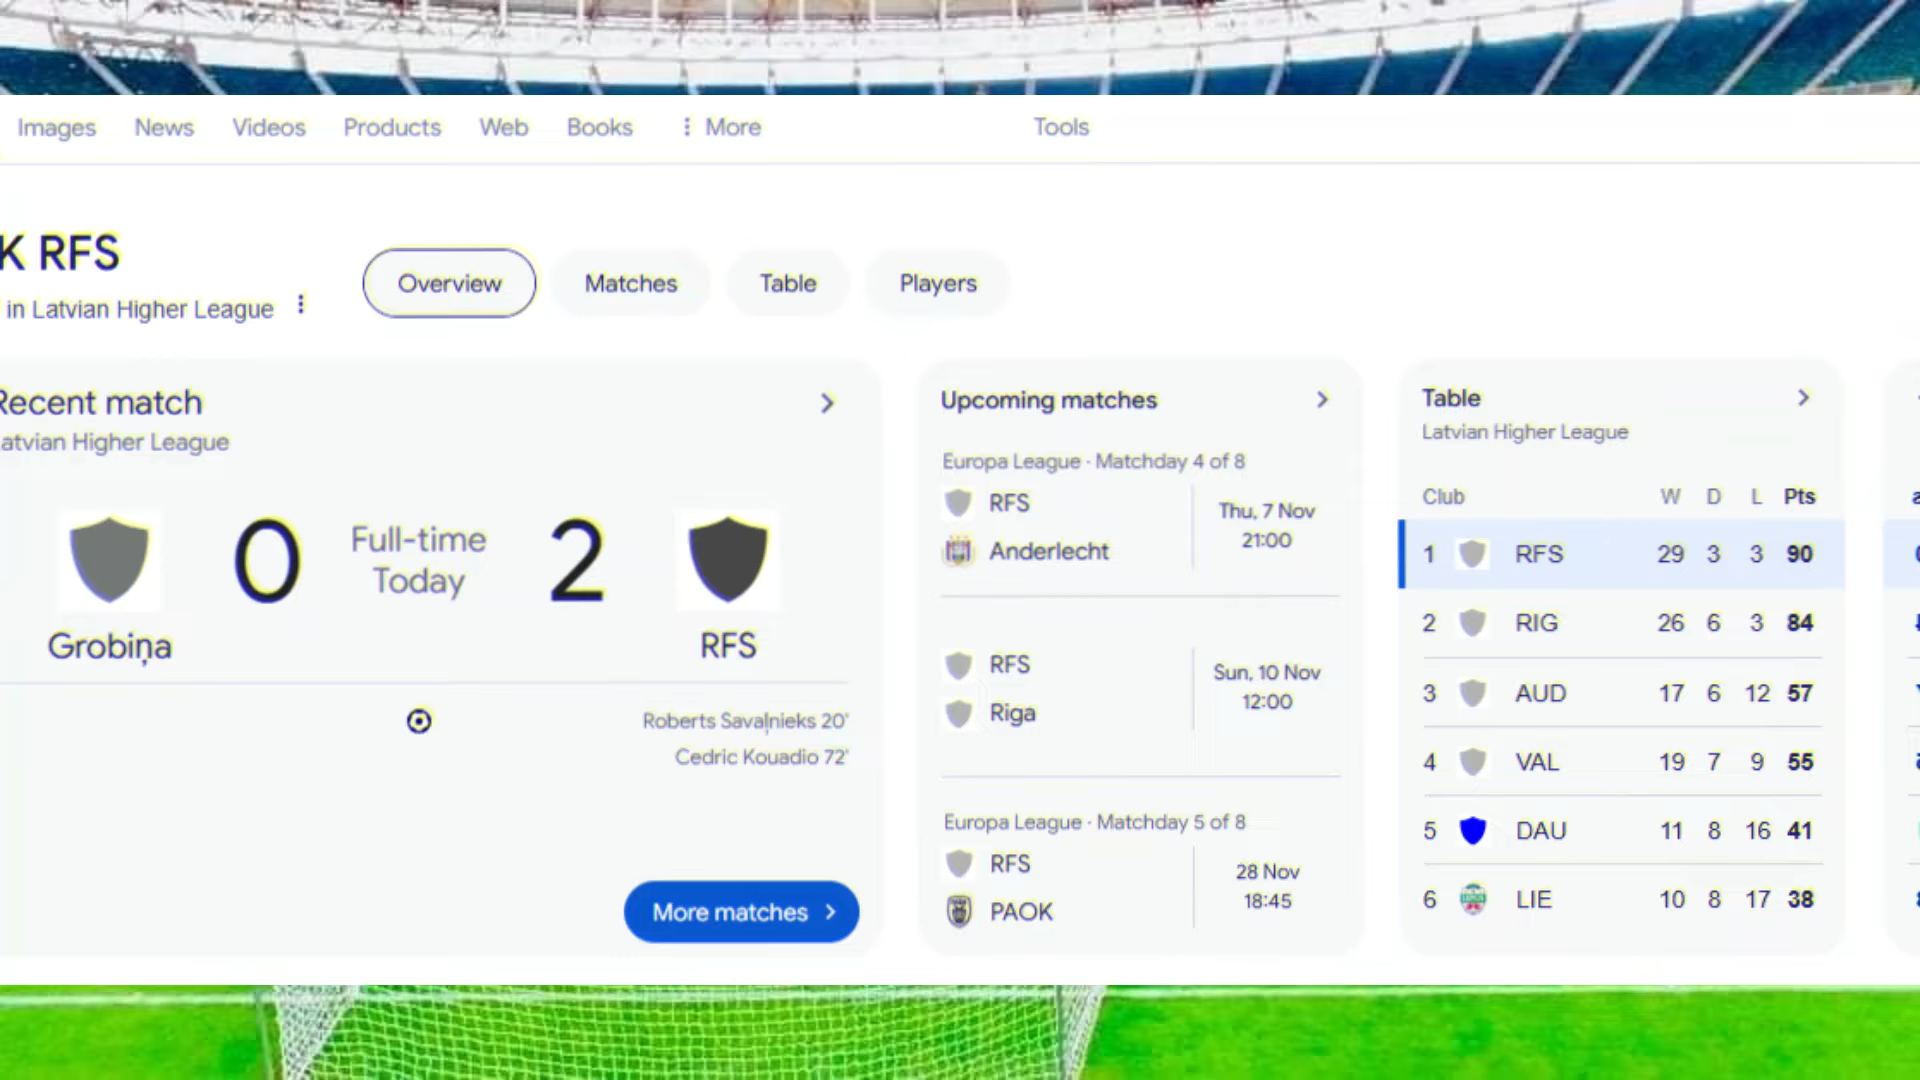 Images News Videos Products Web Books More Tools
K RFS
in Latvian Higher League
Overview Matches Table Players
Recent match
atvian Higher League
0 Full-time 2
Today
Grobiņa RFS
Roberts Savaļnieks 20'
Cedric Kouadio 72'
More matches
Upcoming matches
Europa League · Matchday 4 of 8
RFS
Anderlecht
Thu, 7 Nov
21:00
RFS
Riga
Sun, 10 Nov
12:00
Europa League · Matchday 5 of 8
RFS
PAOK
28 Nov
18:45
Table
Latvian Higher League
Club W D L Pts
1 RFS 29 3 3 90
2 RIG 26 6 3 84
3 AUD 17 6 12 57
4 VAL 19 7 9 55
5 DAU 11 8 16 41
6 LIE 10 8 17 38